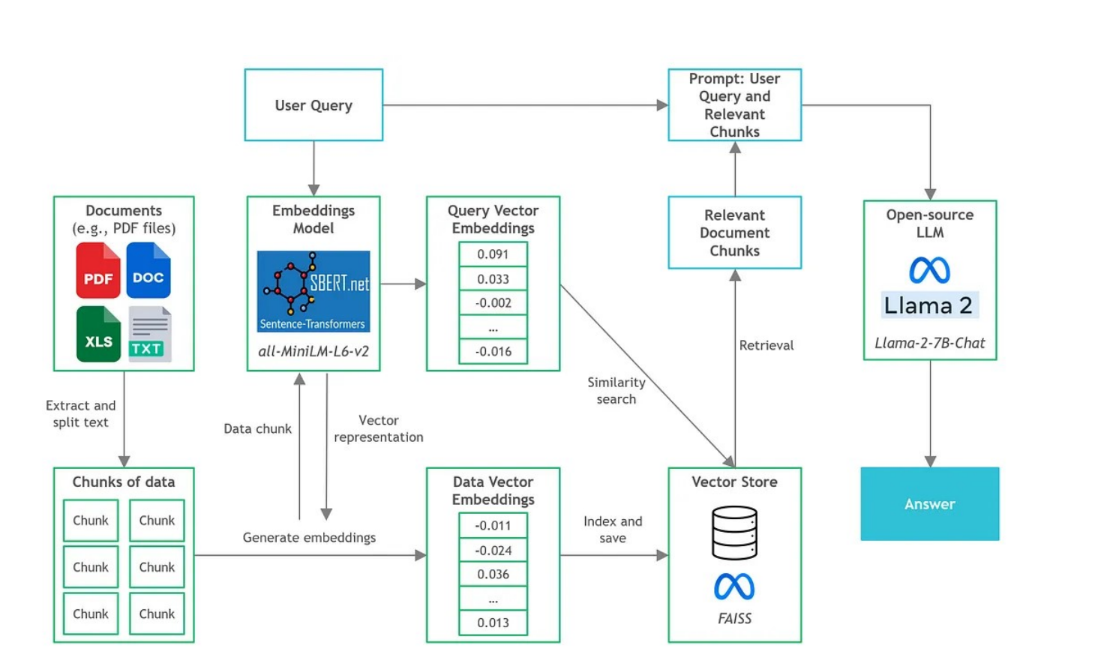 User Query
Prompt: User
Query and
Relevant
Chunks
Documents
(e.g., PDF files)
PDF
DOC
XLS
TXT
Embeddings
Model
SBERT.net
Sentence-Transformers
all-MiniLM-L6-v2
Query Vector
Embeddings
0.091
0.033
-0.002
...
-0.016
Relevant
Document
Chunks
Open-source
LLM
Llama 2
Llama-2-7B-Chat
Extract and
split text
Data chunk
Vector
representation
Similarity
search
Retrieval
Chunks of data
Chunk
Chunk
Chunk
Chunk
Chunk
Chunk
Generate embeddings
Data Vector
Embeddings
-0.011
-0.024
0.036
...
0.013
Index and
save
Vector Store
FAISS
Answer